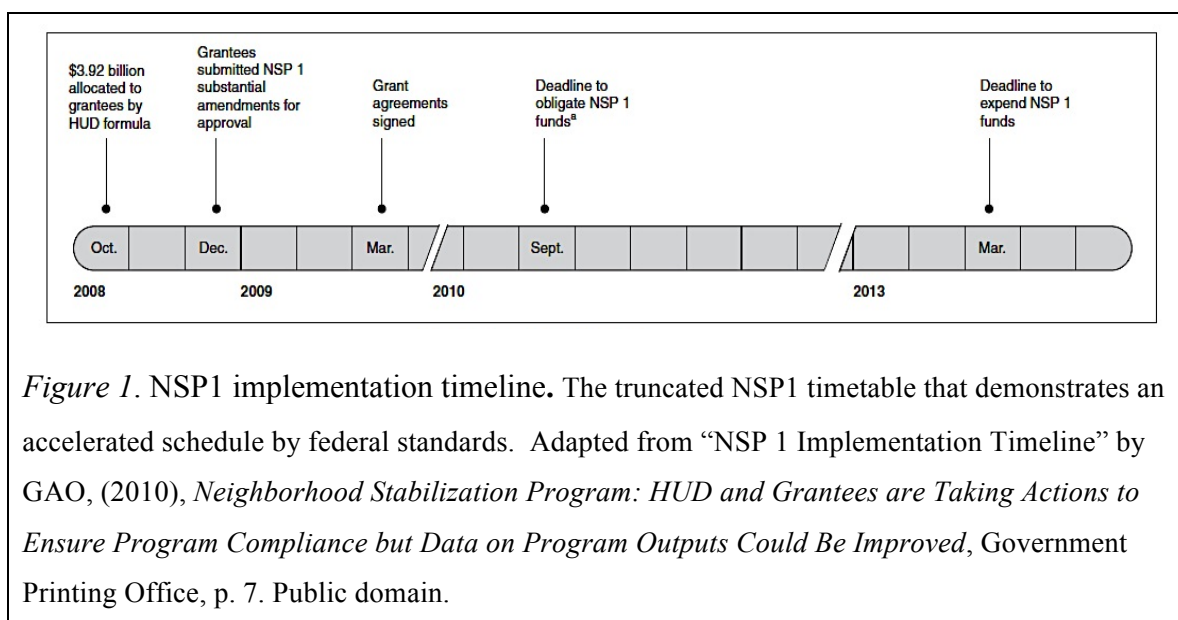 $3.92 billion
allocated to
grantees by
HUD formula
Grantees
submitted NSP 1
substantial
amendments for
approval
Grant
agreements
signed
Deadline to
obligate NSP 1
fundsᵃ
Deadline to
expend NSP 1
funds
Oct.
Dec.
Mar.
Sept.
Mar.
2008
2009
2010
2013
Figure 1. NSP1 implementation timeline. The truncated NSP1 timetable that demonstrates an
accelerated schedule by federal standards. Adapted from “NSP 1 Implementation Timeline” by
GAO, (2010), Neighborhood Stabilization Program: HUD and Grantees are Taking Actions to
Ensure Program Compliance but Data on Program Outputs Could Be Improved, Government
Printing Office, p. 7. Public domain.